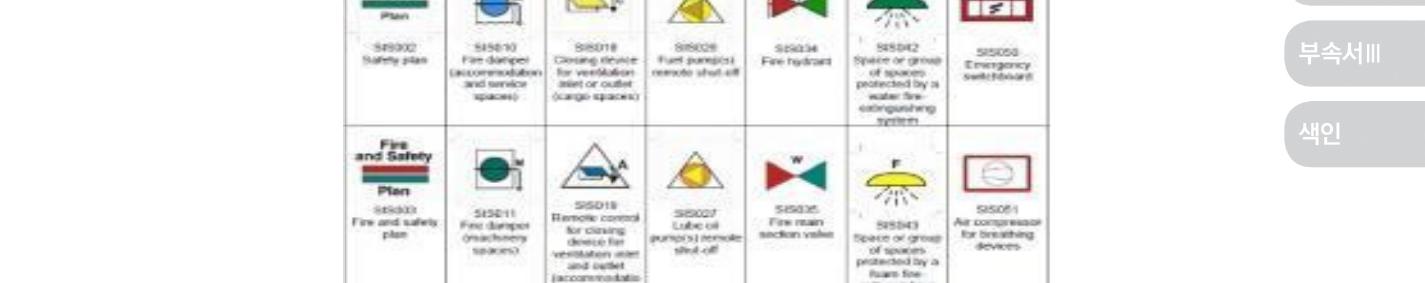 Plan
SIS002
Safety plan
SIS010
Fire damper
(accommodation
and service
spaces)
SIS018
Closing device
for ventilation
inlet or outlet
(cargo spaces)
SIS026
Fuel pump(s)
remote shut-off
SIS034
Fire hydrant
SIS042
Space or group
of spaces
protected by a
water fire-
extinguishing
system
SIS050
Emergency
switchboard
부속서Ⅲ
색인
Fire
and Safety
Plan
SIS003
Fire and safety
plan
M
SIS011
Fire damper
(machinery
spaces)
A
SIS019
Remote control
for closing
device for
ventilation inlet
and outlet
(accommodatio
SIS027
Lube oil
pump(s) remote
shut-off
W
SIS035
Fire main
section valve
F
SIS043
Space or group
of spaces
protected by a
foam fire-
SIS051
Air compressor
for breathing
devices